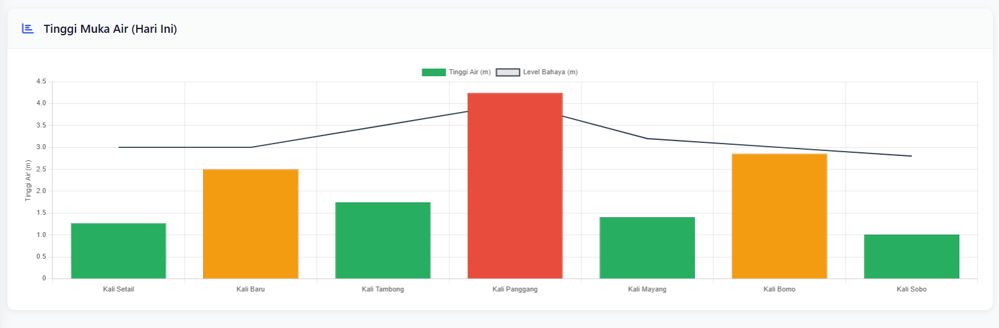 Tinggi Muka Air (Hari Ini)
Tinggi Air (m) Level Bahaya (m)
4.5
4.0
3.5
3.0
2.5
2.0
1.5
1.0
0.5
0
Tinggi Air (m)
Kali Setail Kali Baru Kali Tambong Kali Panggang Kali Mayang Kali Bomo Kali Sobo